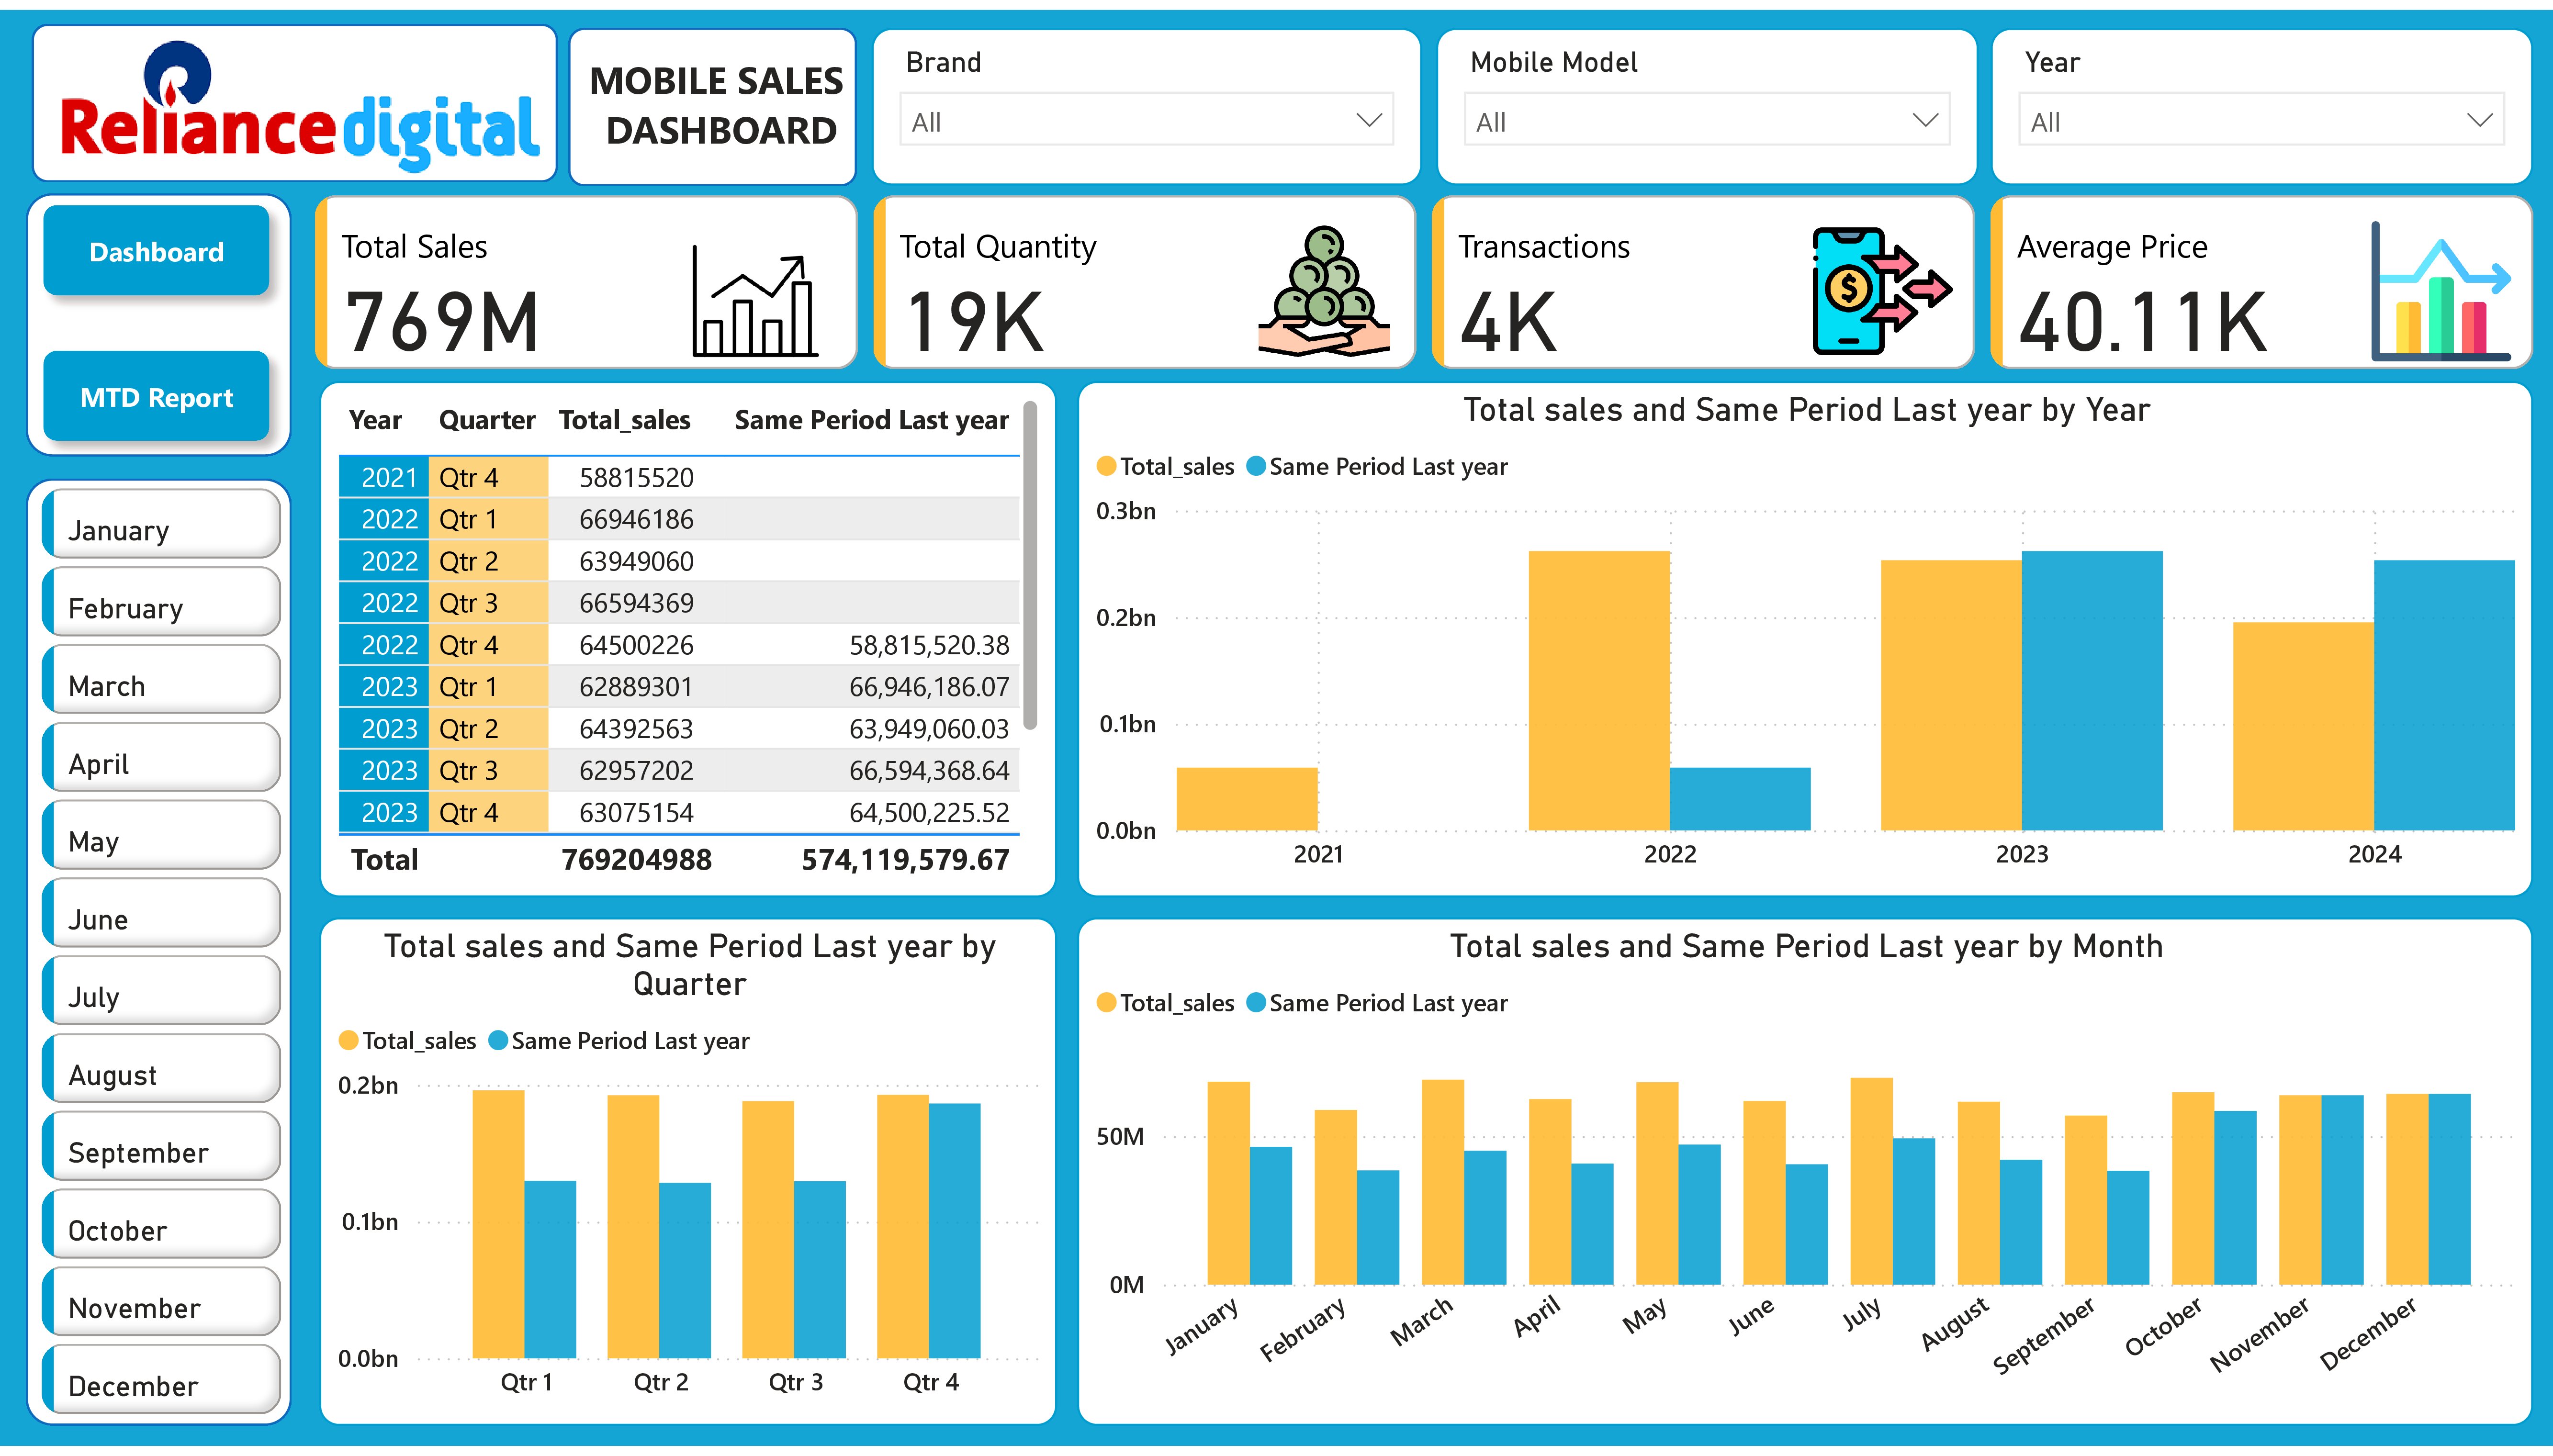 Reliance digital
MOBILE SALES
DASHBOARD
Brand
All
Mobile Model
All
Year
All
Dashboard
MTD Report
Total Sales
769M
Total Quantity
19K
Transactions
4K
$
Average Price
40.11K
January
February
March
April
May
June
July
August
September
October
November
December
Year Quarter Total_sales Same Period Last year
2021 Qtr 4 58815520
2022 Qtr 1 66946186
2022 Qtr 2 63949060
2022 Qtr 3 66594369
2022 Qtr 4 64500226 58,815,520.38
2023 Qtr 1 62889301 66,946,186.07
2023 Qtr 2 64392563 63,949,060.03
2023 Qtr 3 62957202 66,594,368.64
2023 Qtr 4 63075154 64,500,225.52
Total 769204988 574,119,579.67
Total sales and Same Period Last year by Year
Total_sales Same Period Last year
0.3bn
0.2bn
0.1bn
0.0bn
2021 2022 2023 2024
Total sales and Same Period Last year by
Quarter
Total_sales Same Period Last year
0.2bn
0.1bn
0.0bn
Qtr 1 Qtr 2 Qtr 3 Qtr 4
Total sales and Same Period Last year by Month
Total_sales Same Period Last year
50M
0M
January February March April May June July August September October November December